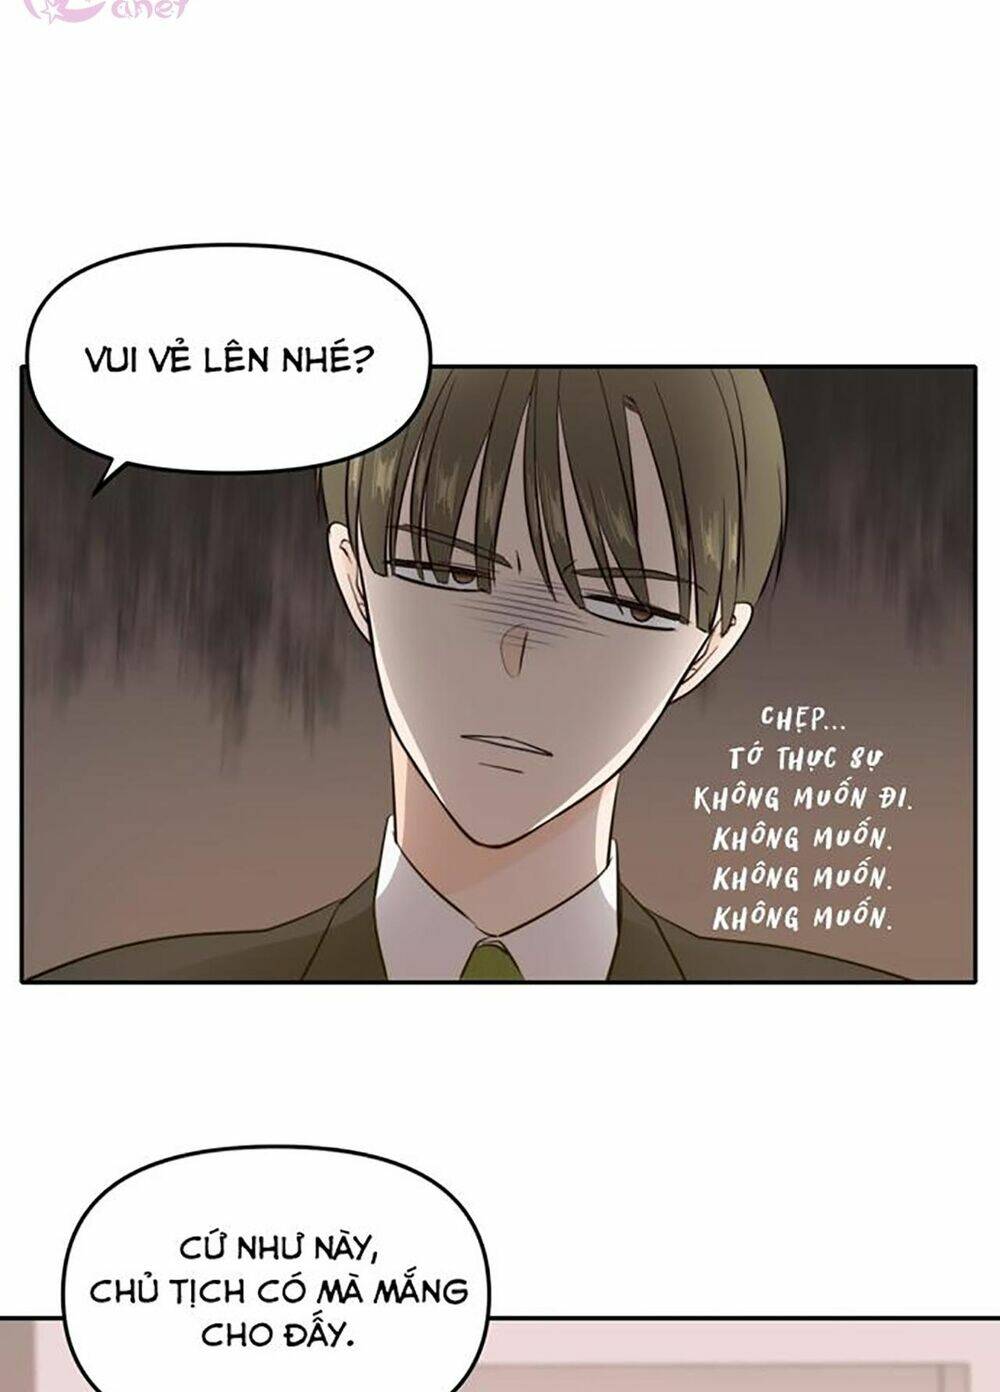 anet
VUI VẺ LÊN NHÉ?
CHẸP...
TỚ THỰC SỰ
KHÔNG MUỐN ĐI.
KHÔNG MUỐN.
KHÔNG MUỐN.
KHÔNG MUỐN.
CỨ NHƯ NÀY,
CHỦ TỊCH CÓ MÀ MẮNG
CHO ĐẤY.